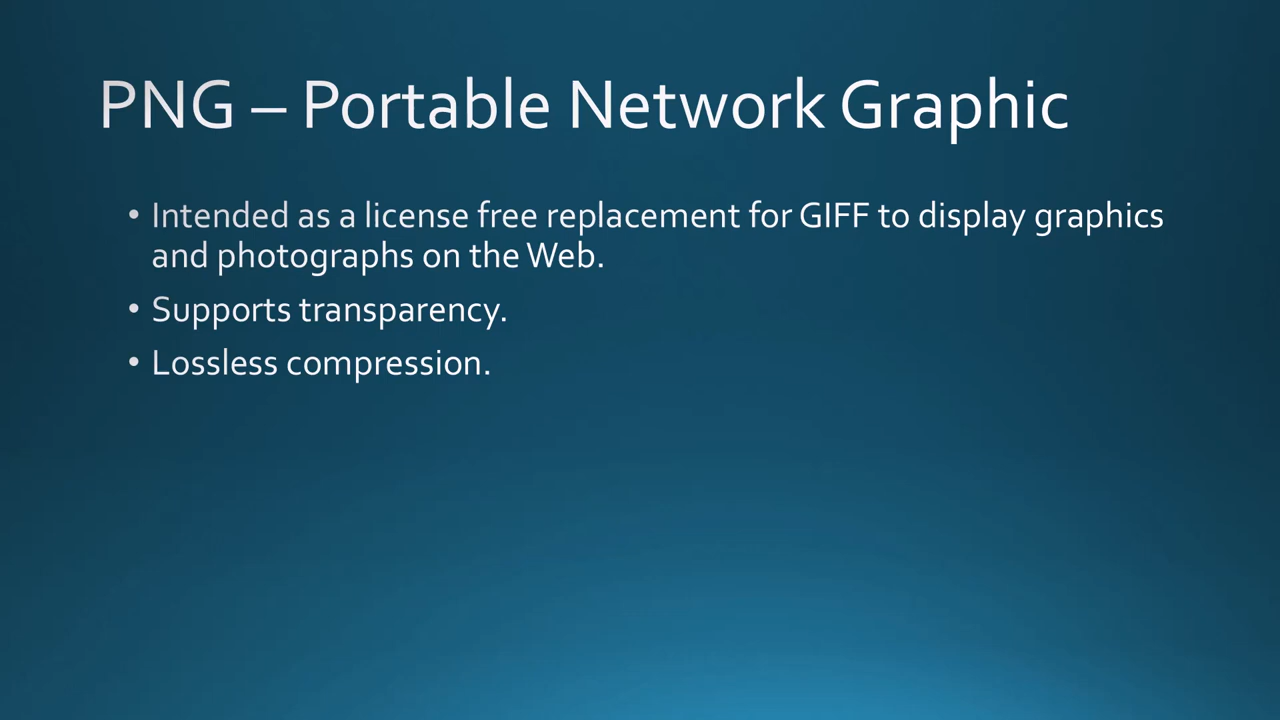 PNG – Portable Network Graphic
• Intended as a license free replacement for GIFF to display graphics
and photographs on the Web.
• Supports transparency.
• Lossless compression.